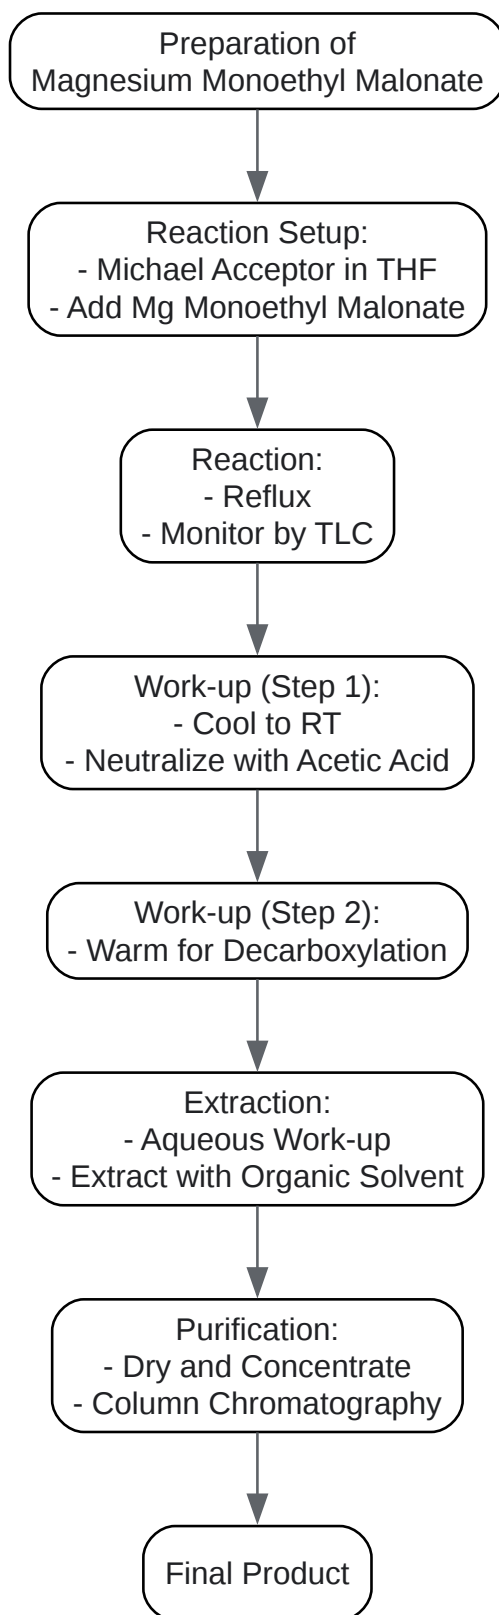 Preparation of
Magnesium Monoethyl Malonate
Reaction Setup:
- Michael Acceptor in THF
- Add Mg Monoethyl Malonate
Reaction:
- Reflux
- Monitor by TLC
Work-up (Step 1):
- Cool to RT
- Neutralize with Acetic Acid
Work-up (Step 2):
- Warm for Decarboxylation
Extraction:
- Aqueous Work-up
- Extract with Organic Solvent
Purification:
- Dry and Concentrate
- Column Chromatography
Final Product